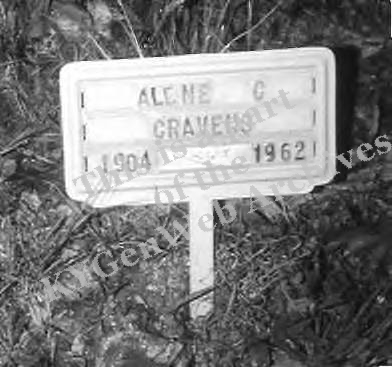 ALENE C
CRAVENS
1904 1962
This is a part
of the
KYGenWeb Archives